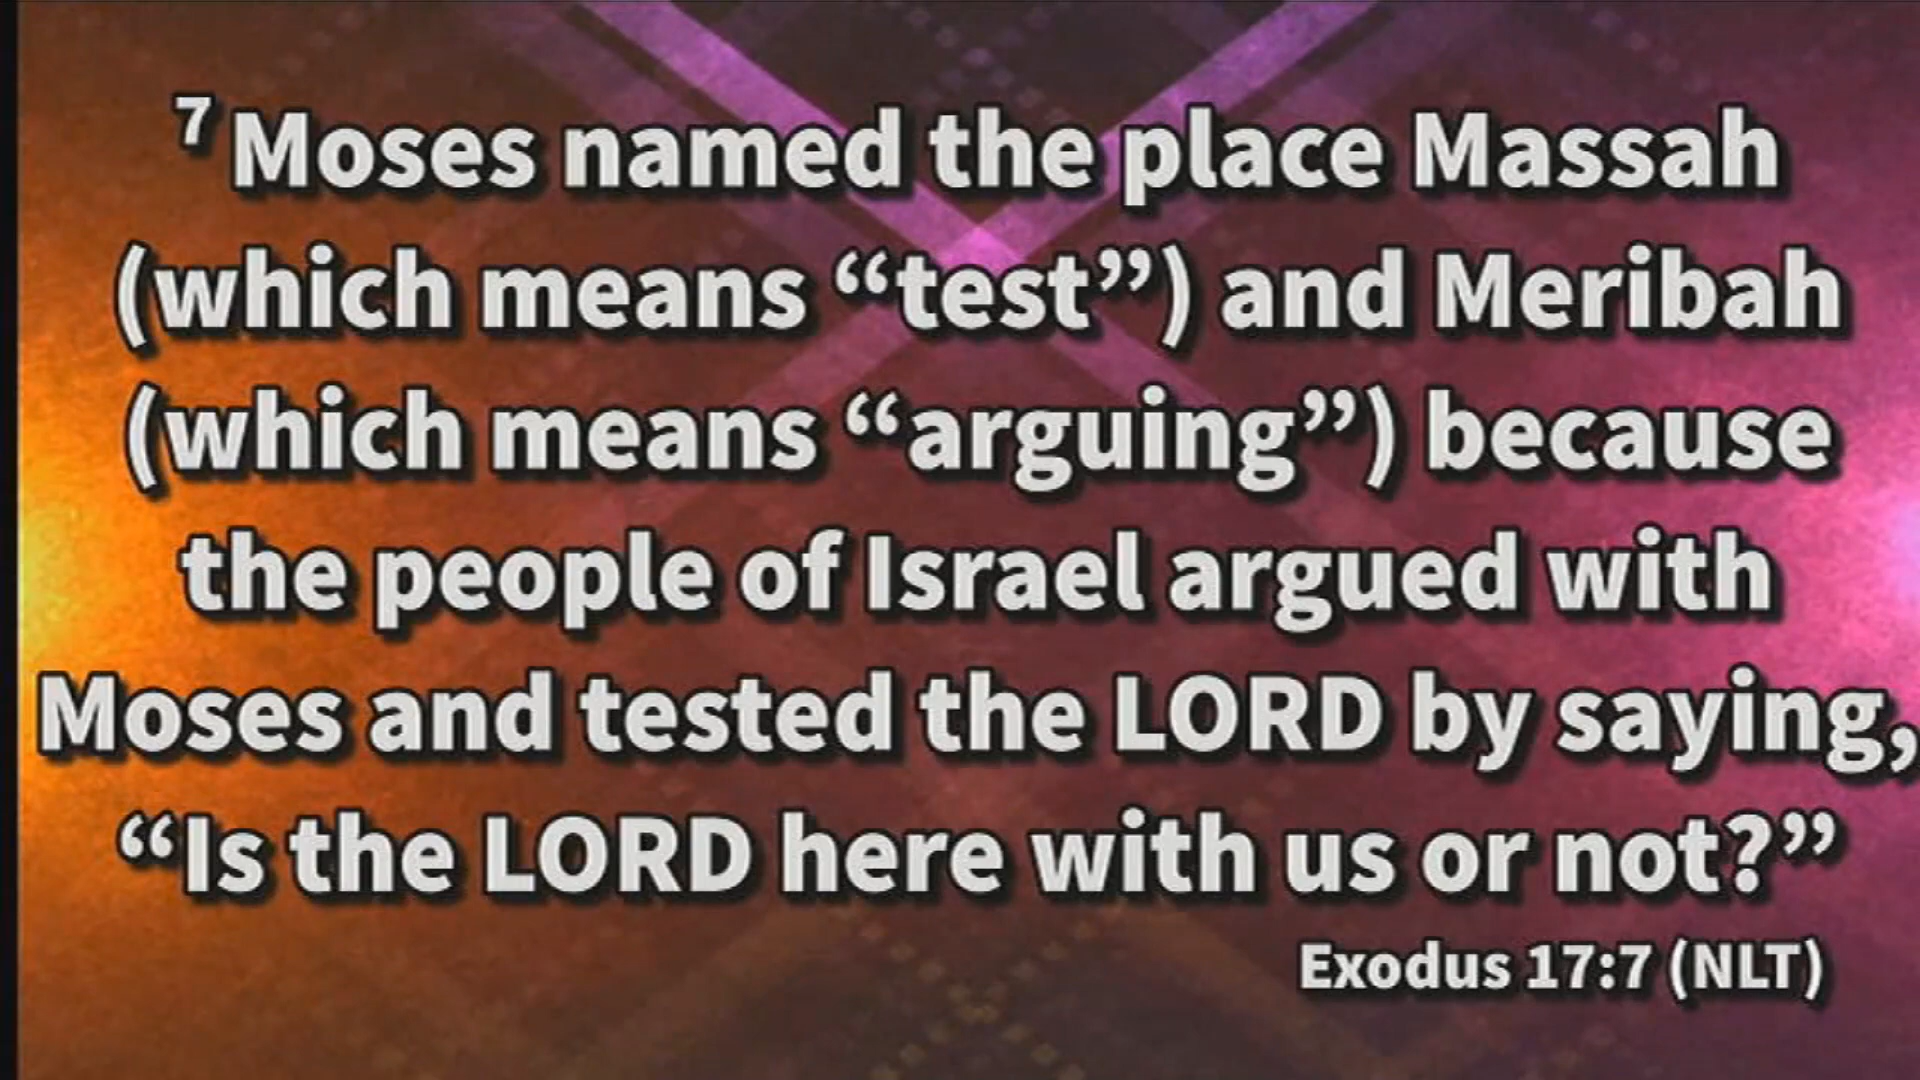 7 Moses named the place Massah
(which means “test”) and Meribah
(which means “arguing”) because
the people of Israel argued with
Moses and tested the LORD by saying,
“Is the LORD here with us or not?”
Exodus 17:7 (NLT)